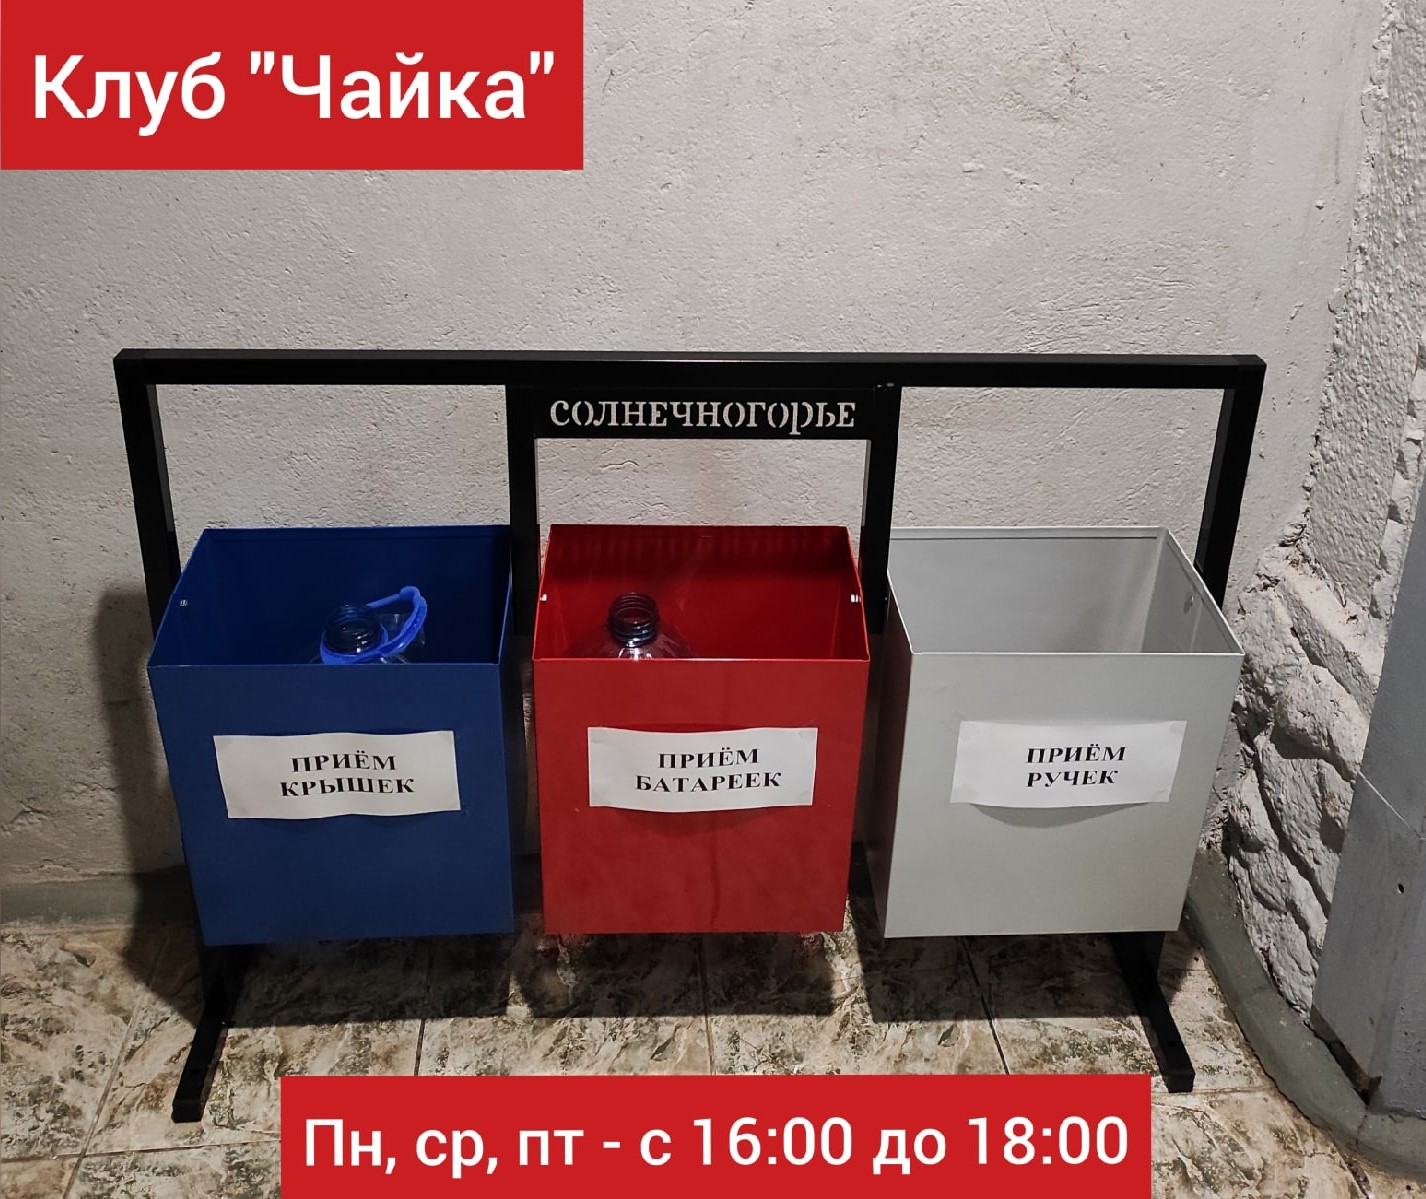 Клуб "Чайка"
СОЛНЕЧНОГОРЬЕ
ПРИЁМ
КРЫШЕК
ПРИЁМ
БАТАРЕЕК
ПРИЁМ
РУЧЕК
Пн, ср, пт - с 16:00 до 18:00